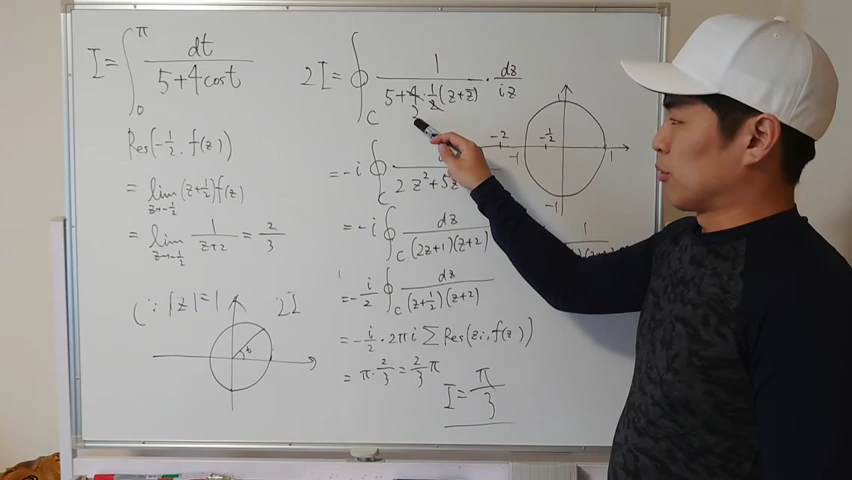 I = ∫₀^π dt / (5+4cost)
Res(-1/2, f(z))
= lim_{z→-1/2} (z+1/2) f(z)
= lim_{z→-1/2} 1/(z+2) = 2/3
C: |z|=1
2I
t
2I = ∮_C 1 / (5+4·1/2(z+z̄)) · dz/iz
2
= -i ∮_C / 2z²+5z
= -i ∮_C dz / (2z+1)(z+2)
= -i/2 ∮_C dz / (z+1/2)(z+2)
= -i/2 · 2πi Σ Res(zi, f(z))
= π · 2/3 = 2/3 π
I = π/3
1
-2 -1/2
-1 1
-1
1